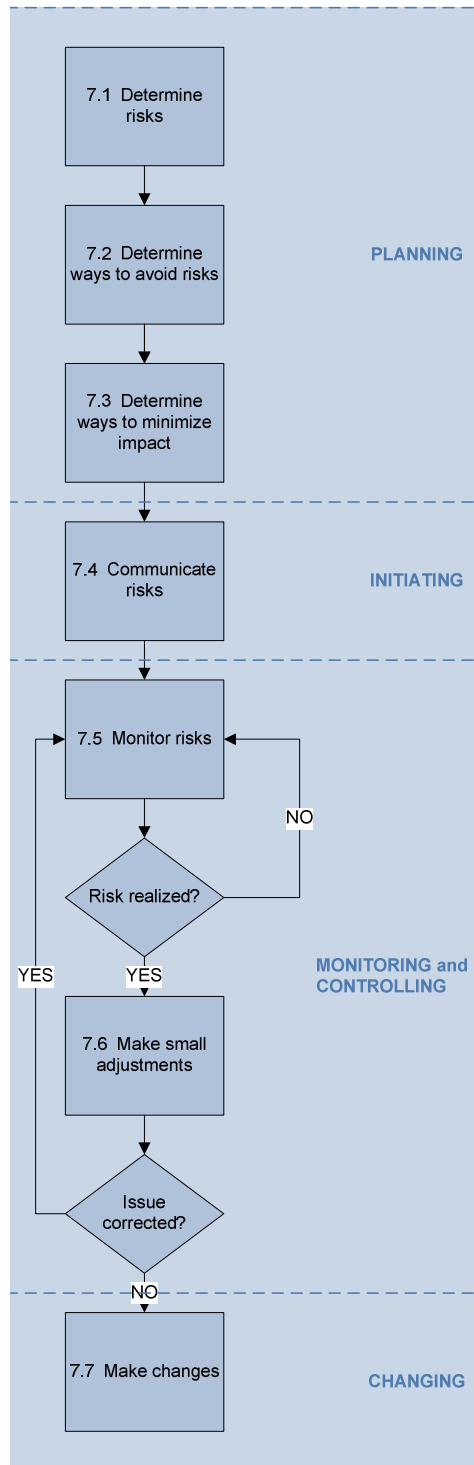 7.1 Determine
risks
7.2 Determine
ways to avoid risks
PLANNING
7.3 Determine
ways to minimize
impact
7.4 Communicate
risks
INITIATING
7.5 Monitor risks
NO
Risk realized?
YES
YES
MONITORING and
CONTROLLING
7.6 Make small
adjustments
Issue
corrected?
NO
7.7 Make changes
CHANGING